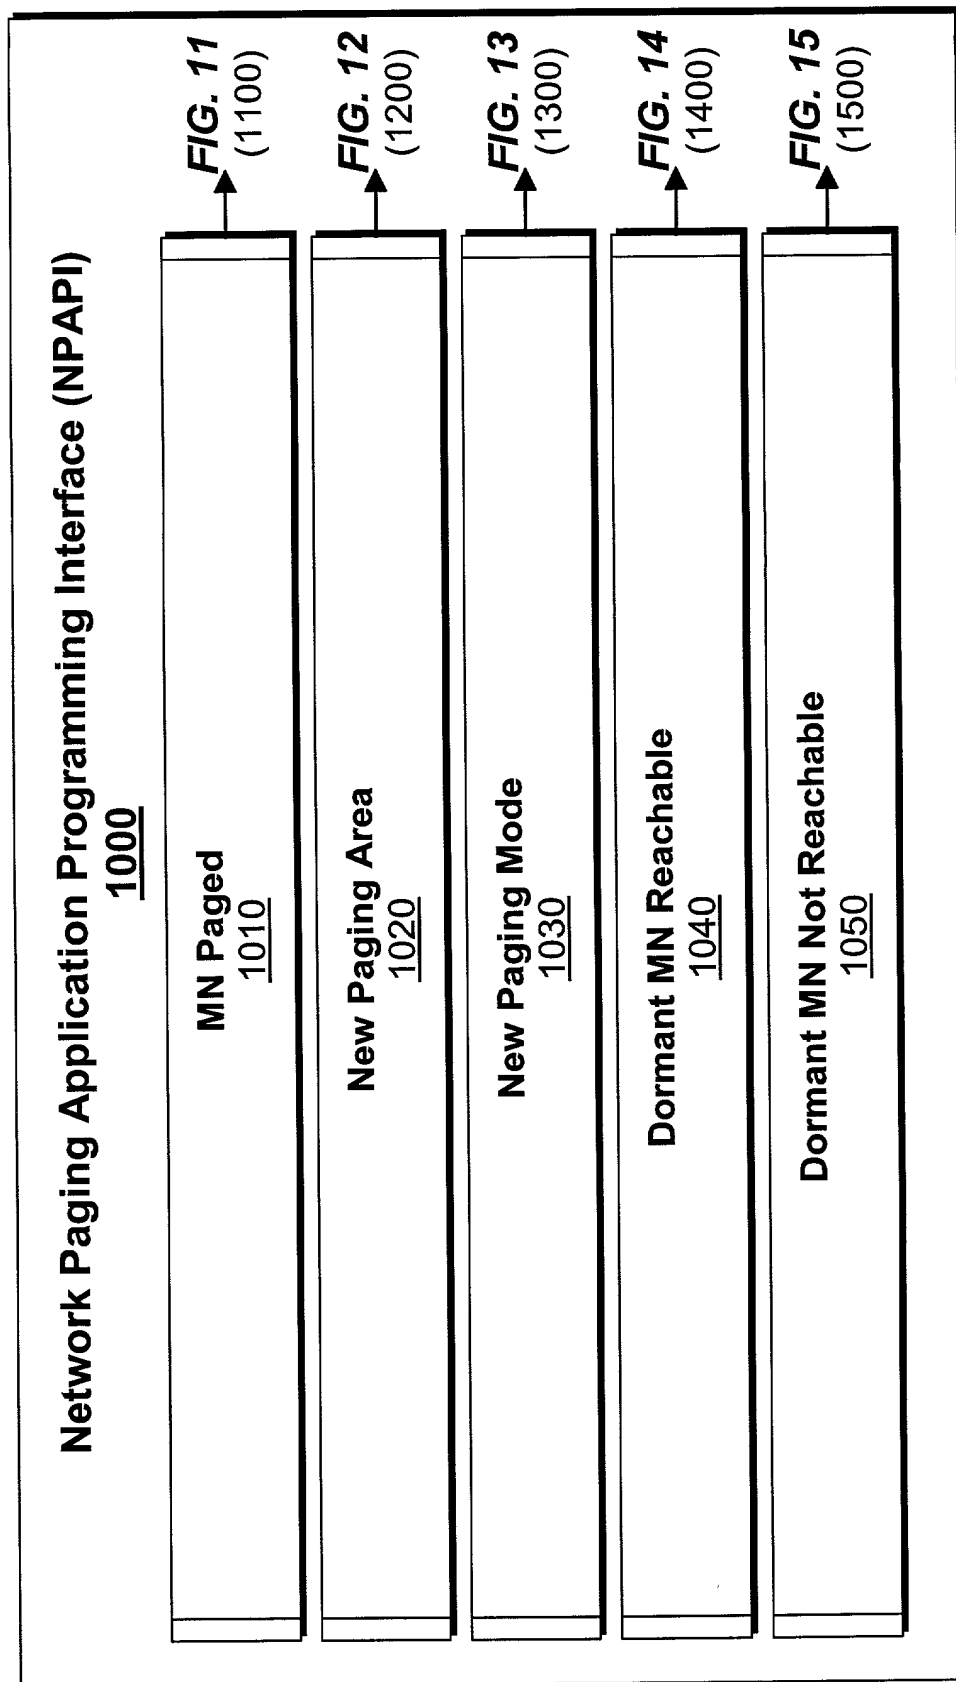 Network Paging Application Programming Interface (NPAPI)
1000
MN Paged
1010
FIG. 11
(1100)
New Paging Area
1020
FIG. 12
(1200)
New Paging Mode
1030
FIG. 13
(1300)
Dormant MN Reachable
1040
FIG. 14
(1400)
Dormant MN Not Reachable
1050
FIG. 15
(1500)